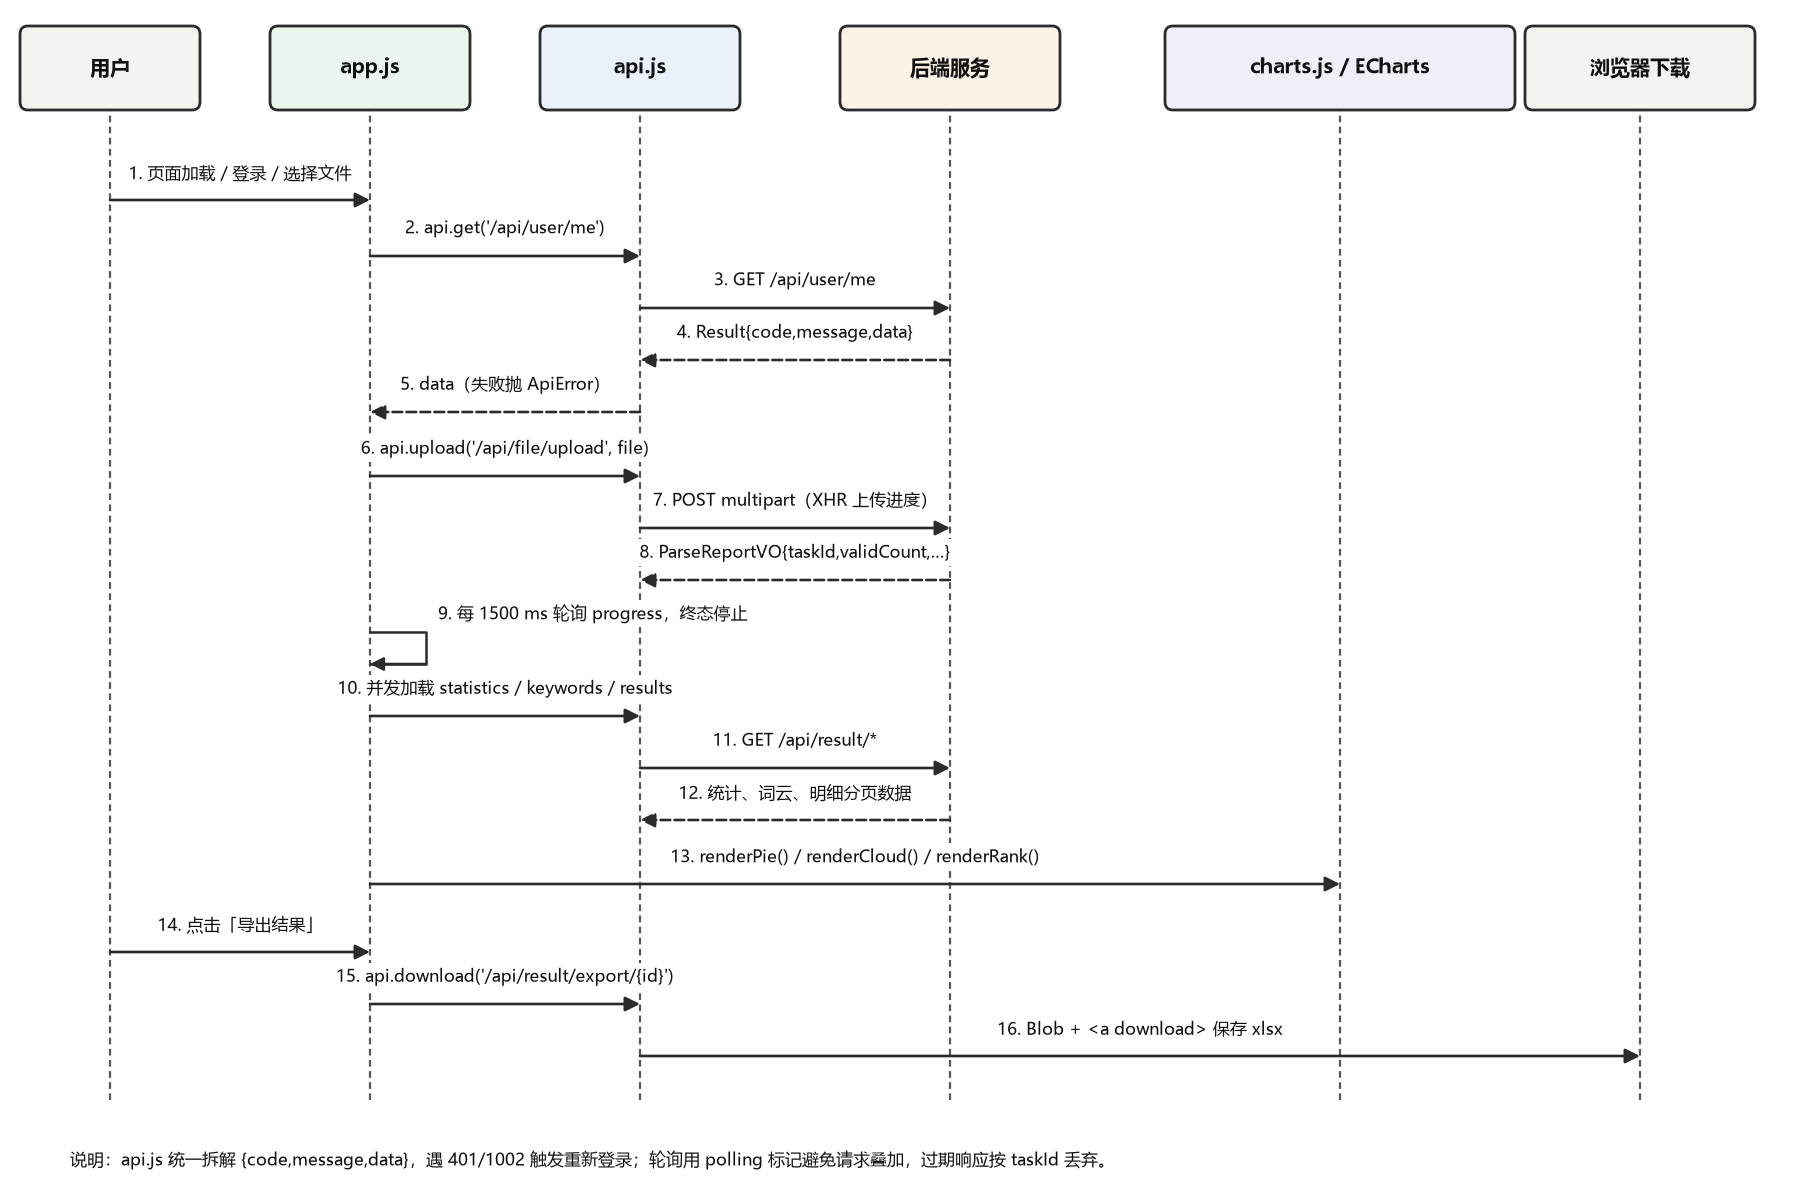 用户
app.js
api.js
后端服务
charts.js / ECharts
浏览器下载
1. 页面加载 / 登录 / 选择文件
2. api.get('/api/user/me')
3. GET /api/user/me
4. Result{code,message,data}
5. data（失败抛 ApiError）
6. api.upload('/api/file/upload', file)
7. POST multipart（XHR 上传进度）
8. ParseReportVO{taskId,validCount,...}
9. 每 1500 ms 轮询 progress，终态停止
10. 并发加载 statistics / keywords / results
11. GET /api/result/*
12. 统计、词云、明细分页数据
13. renderPie() / renderCloud() / renderRank()
14. 点击「导出结果」
15. api.download('/api/result/export/{id}')
16. Blob + <a download> 保存 xlsx
说明：api.js 统一拆解 {code,message,data}，遇 401/1002 触发重新登录；轮询用 polling 标记避免请求叠加，过期响应按 taskId 丢弃。